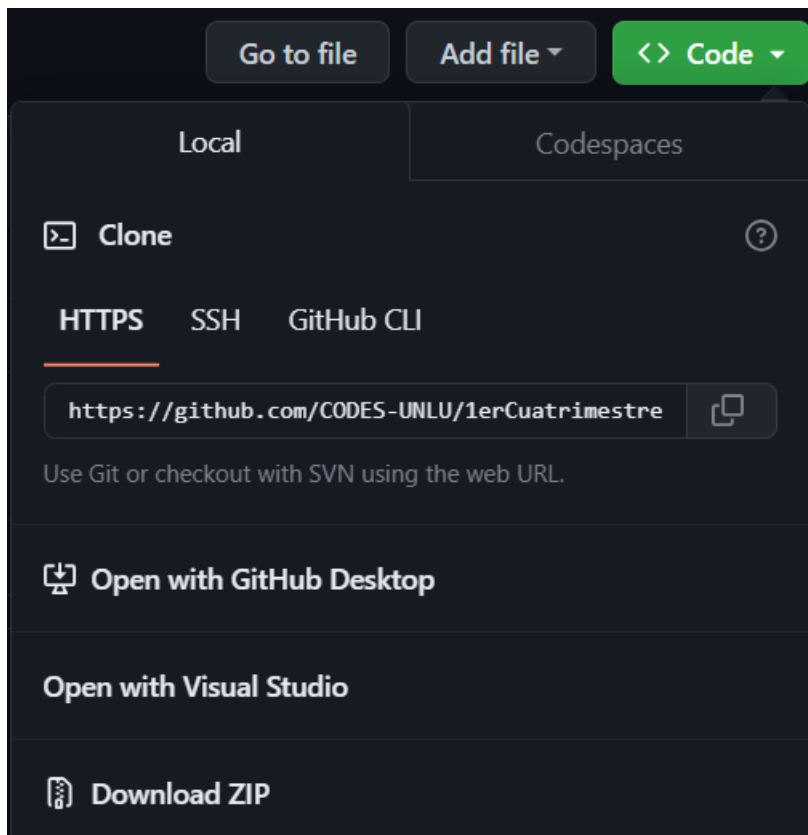 Go to file Add file <> Code
Local Codespaces
Clone
HTTPS SSH GitHub CLI
https://github.com/CODES-UNLU/1erCuatrimestre
Use Git or checkout with SVN using the web URL.
Open with GitHub Desktop
Open with Visual Studio
Download ZIP